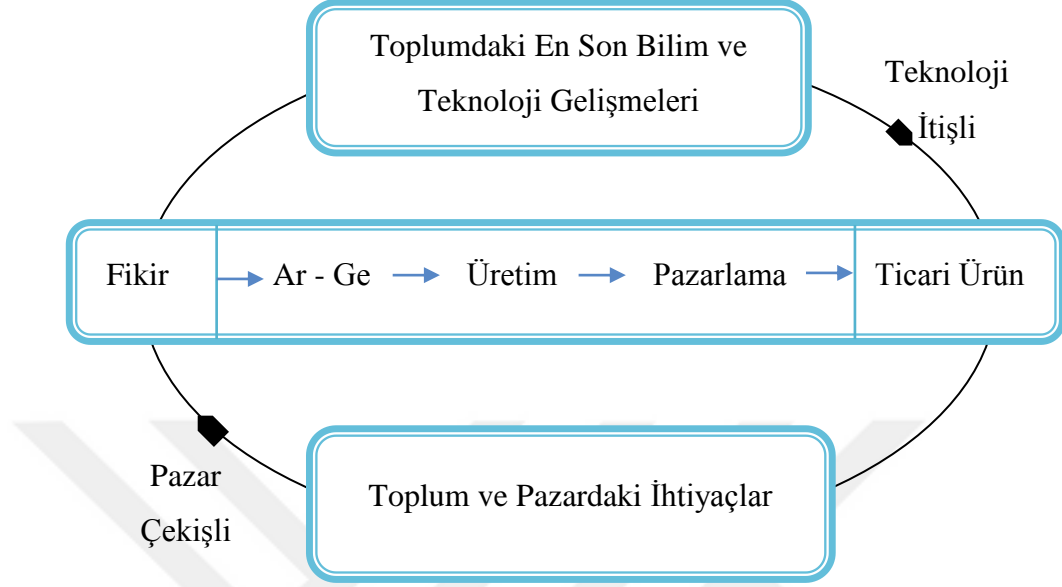 Toplumdaki En Son Bilim ve
Teknoloji Gelişmeleri
Teknoloji
İtişli
Fikir
Ar - Ge
Üretim
Pazarlama
Ticari Ürün
Pazar
Çekişli
Toplum ve Pazardaki İhtiyaçlar